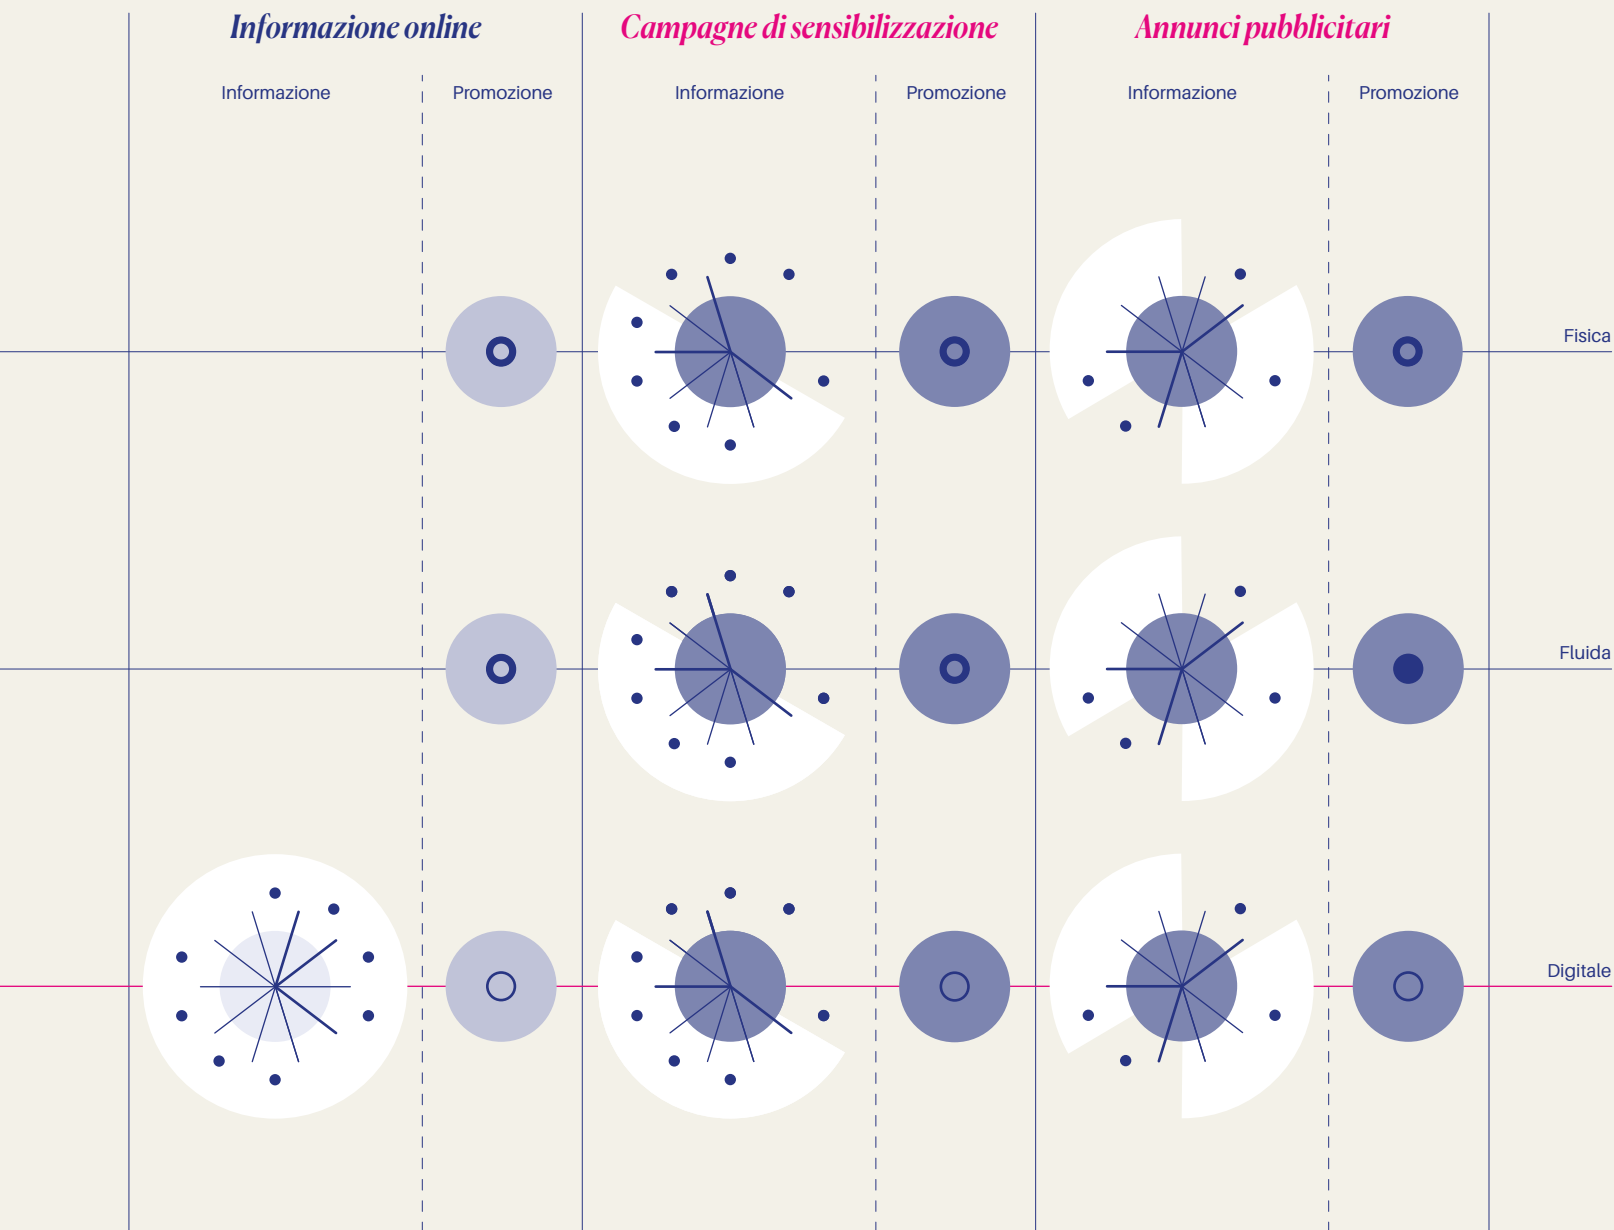 Informazione online
Campagne di sensibilizzazione
Annunci pubblicitari
Informazione
Promozione
Informazione
Promozione
Informazione
Promozione
Fisica
Fluida
Digitale